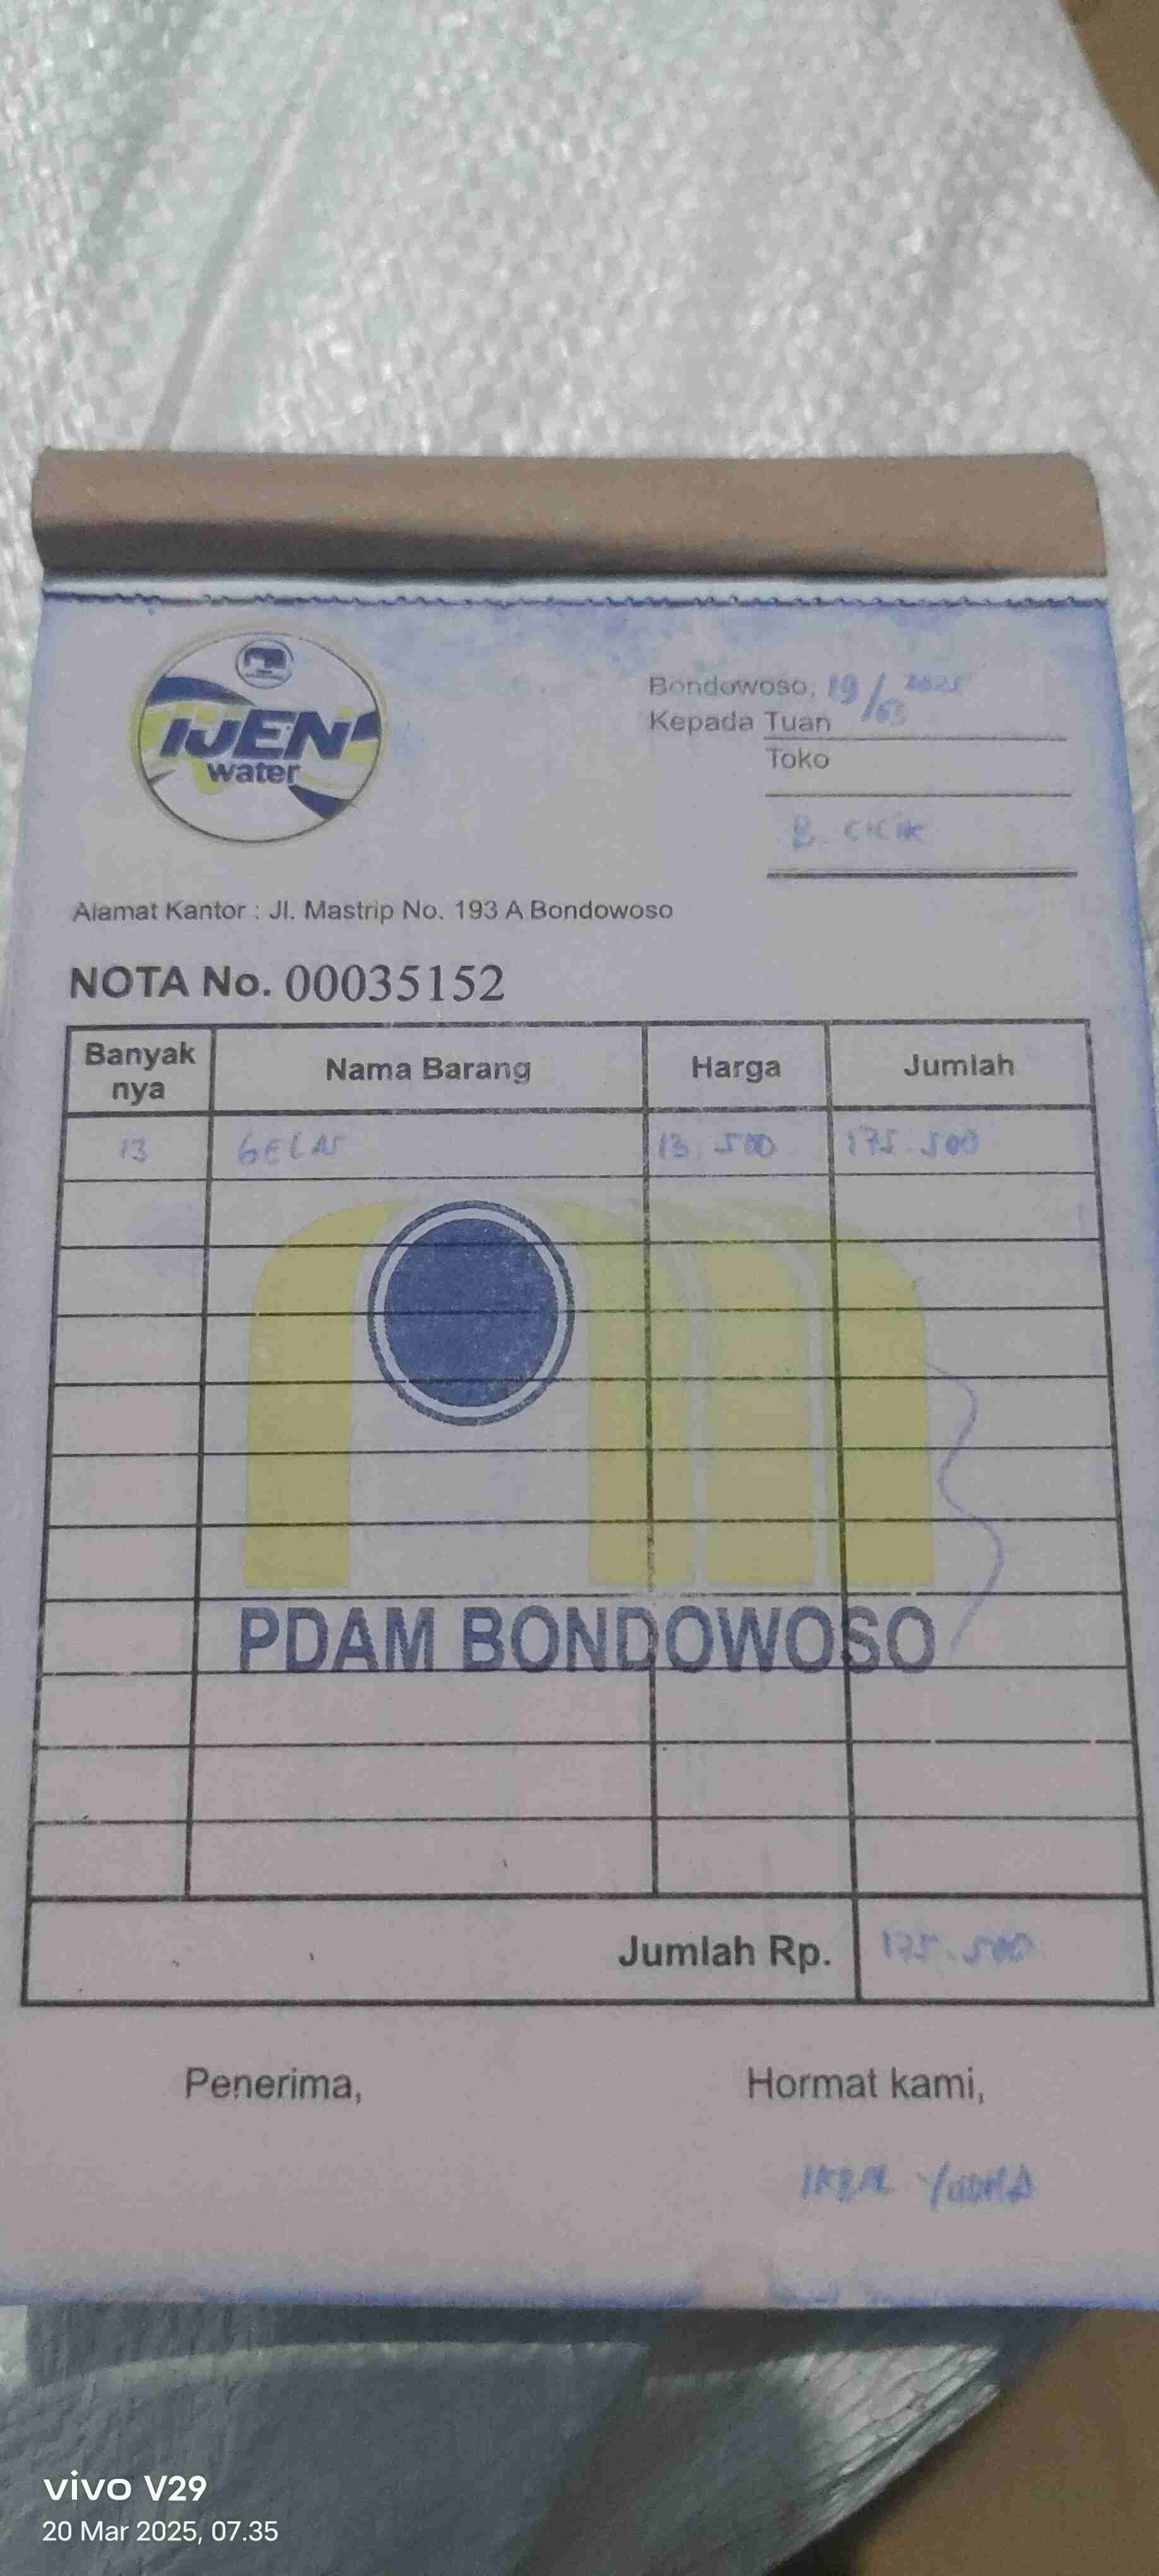 IJEN
water
Bondowoso, 19/03 2025
Kepada Tuan
Toko
B. CICIK
Alamat Kantor : Jl. Mastrip No. 193 A Bondowoso
NOTA No. 00035152
Banyak nya Nama Barang Harga Jumlah
13 GELAS 13.500 175.500
PDAM BONDOWOSO
Jumlah Rp. 175.500
Penerima, Hormat kami,
YUDHA
vivo V29
20 Mar 2025, 07.35